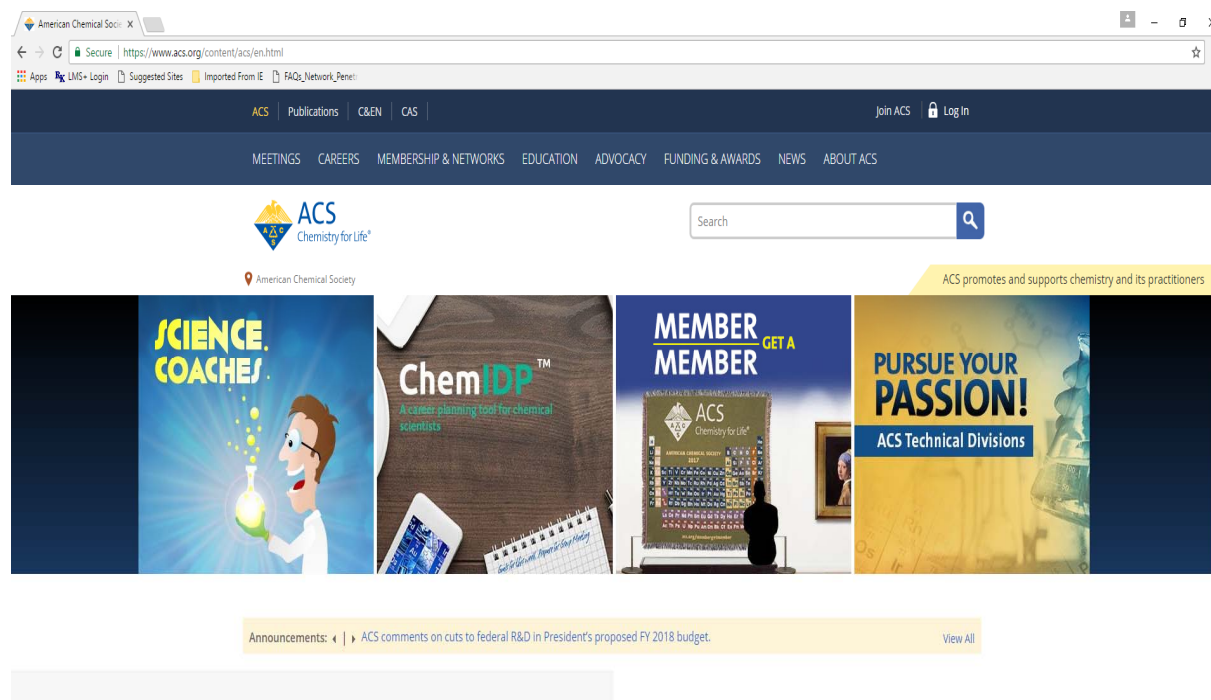 American Chemical Socie
Secure https://www.acs.org/content/acs/en.html
Apps LMS+ Login Suggested Sites Imported From IE FAQs_Network_Penet
ACS Publications C&EN CAS Join ACS Log In
MEETINGS CAREERS MEMBERSHIP & NETWORKS EDUCATION ADVOCACY FUNDING & AWARDS NEWS ABOUT ACS
ACS
Chemistry for Life®
A C S
Search
American Chemical Society
ACS promotes and supports chemistry and its practitioners
SCIENCE
COACHES
ChemIDP™
A career planning tool for chemical
scientists
MEMBER
GET A
MEMBER
ACS
Chemistry for Life®
AMERICAN CHEMICAL SOCIETY
2017
PURSUE YOUR
PASSION!
ACS Technical Divisions
Os Ir
Announcements: ACS comments on cuts to federal R&D in President's proposed FY 2018 budget. View All